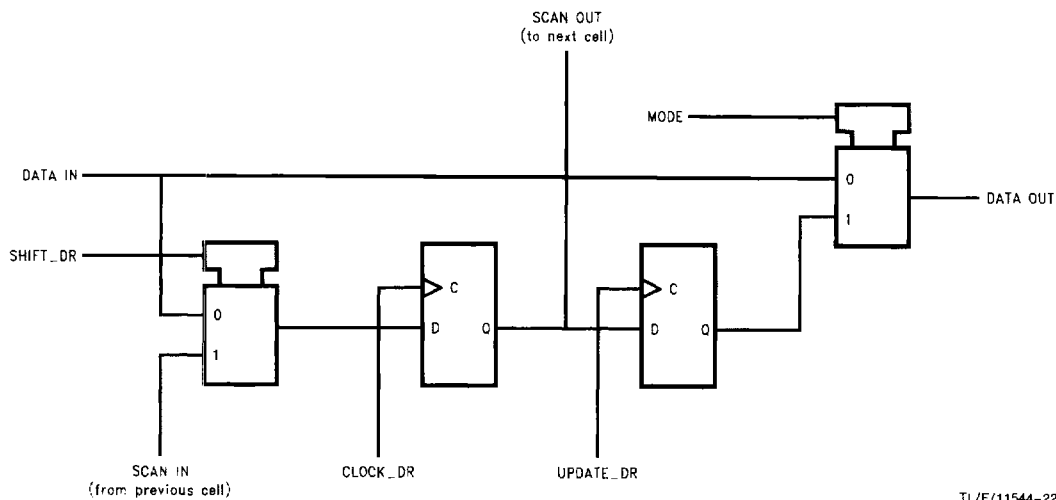 SCAN OUT
(to next cell)
MODE
DATA IN
0
DATA OUT
1
SHIFT_DR
C
C
0
D
Q
D
Q
1
SCAN IN
(from previous cell)
CLOCK_DR
UPDATE_DR
TL/F/11544-22